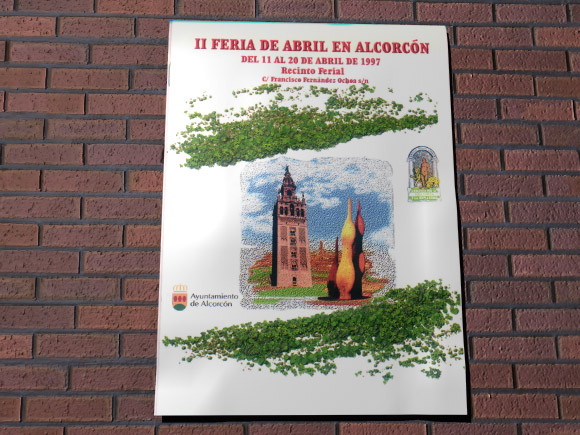 II FERIA DE ABRIL EN ALCORCÓN
DEL 11 AL 20 DE ABRIL DE 1997
Recinto Ferial
C/ Francisco Fernández Ochoa s/n
Ayuntamiento
de Alcorcón